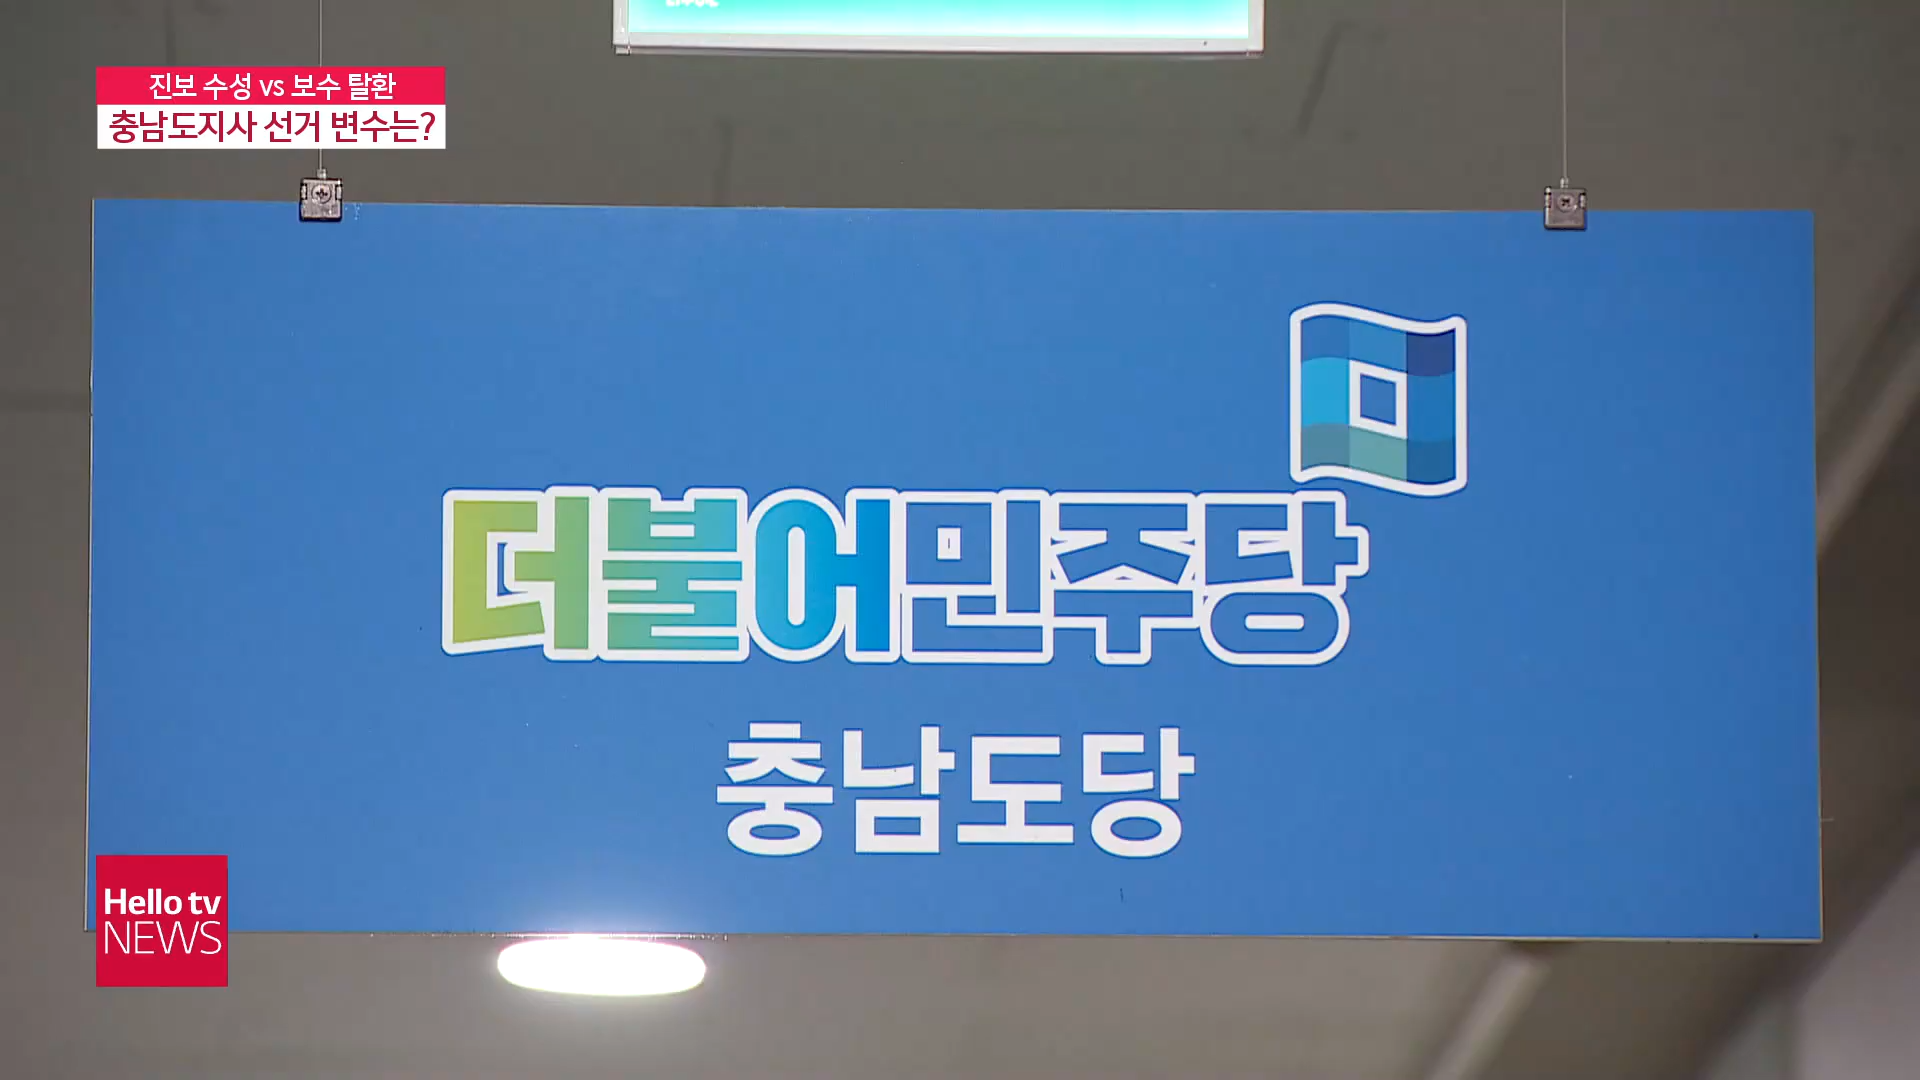 진보 수성 vs 보수 탈환
충남도지사 선거 변수는?
더불어민주당
충남도당
Hello tv
NEWS